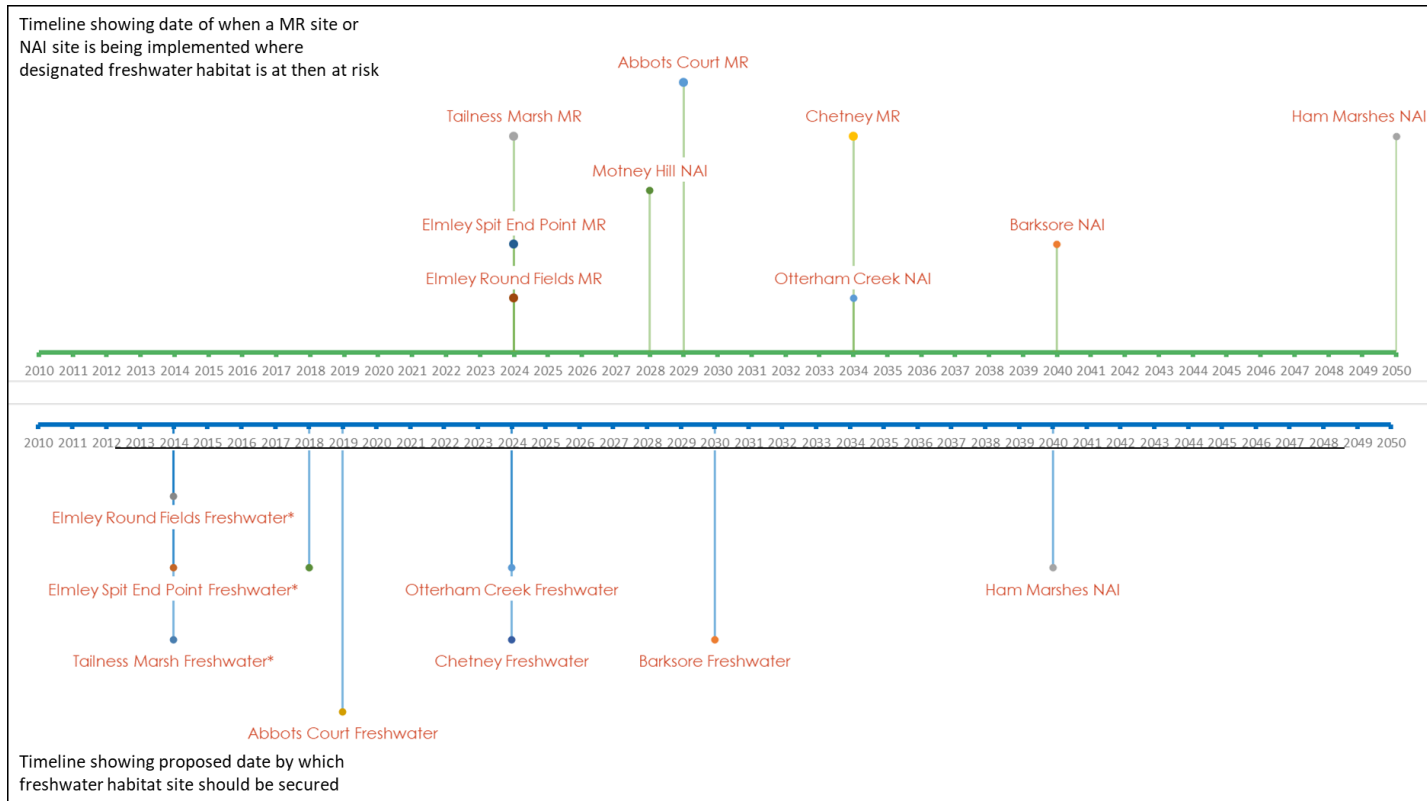 Timeline showing date of when a MR site or
NAI site is being implemented where
designated freshwater habitat is at then at risk
Abbots Court MR
Tailness Marsh MR
Chetney MR
Ham Marshes NAI
Motney Hill NAI
Elmley Spit End Point MR
Barksore NAI
Elmley Round Fields MR
Otterham Creek NAI
2010 2011 2012 2013 2014 2015 2016 2017 2018 2019 2020 2021 2022 2023 2024 2025 2026 2027 2028 2029 2030 2031 2032 2033 2034 2035 2036 2037 2038 2039 2040 2041 2042 2043 2044 2045 2046 2047 2048 2049 2050
2010 2011 2012 2013 2014 2015 2016 2017 2018 2019 2020 2021 2022 2023 2024 2025 2026 2027 2028 2029 2030 2031 2032 2033 2034 2035 2036 2037 2038 2039 2040 2041 2042 2043 2044 2045 2046 2047 2048 2049 2050
Elmley Round Fields Freshwater*
Elmley Spit End Point Freshwater*
Otterham Creek Freshwater
Ham Marshes NAI
Tailness Marsh Freshwater*
Chetney Freshwater
Barksore Freshwater
Abbots Court Freshwater
Timeline showing proposed date by which
freshwater habitat site should be secured